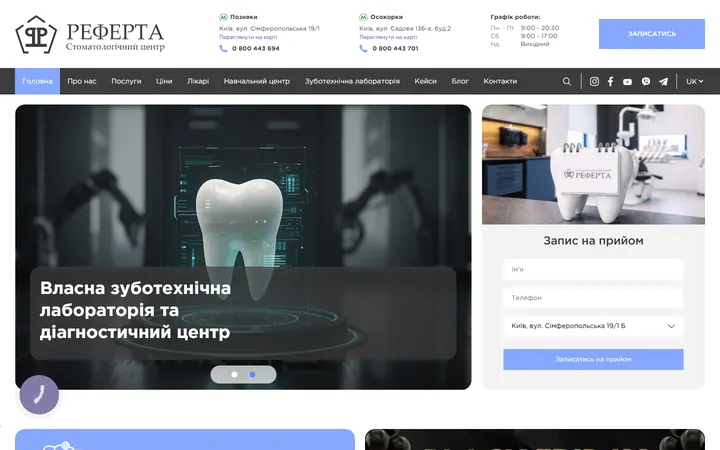 РЕФЕРТА
Стоматологічний центр
Позняки
Київ, вул. Сімферопольська 19/1
Переглянути на карті
0 800 443 694
Осокорки
Київ, вул. Садова 136-я, буд.2
Переглянути на карті
0 800 443 701
Графік роботи:
Пн. - Пт. 9:00 - 20:30
Сб. 9:00 - 17:00
Нд. Вихідний
ЗАПИСАТИСЬ
Головна Про нас Послуги Ціни Лікарі Навчальний центр Зуботехнічна лабораторія Кейси Блог Контакти UK
Власна зуботехнічна
лабораторія та
діагностичний центр
РЕФЕРТА
Запис на прийом
Ім'я
Телефон
Київ, вул. Сімферопольська 19/1 Б
Записатись на прийом